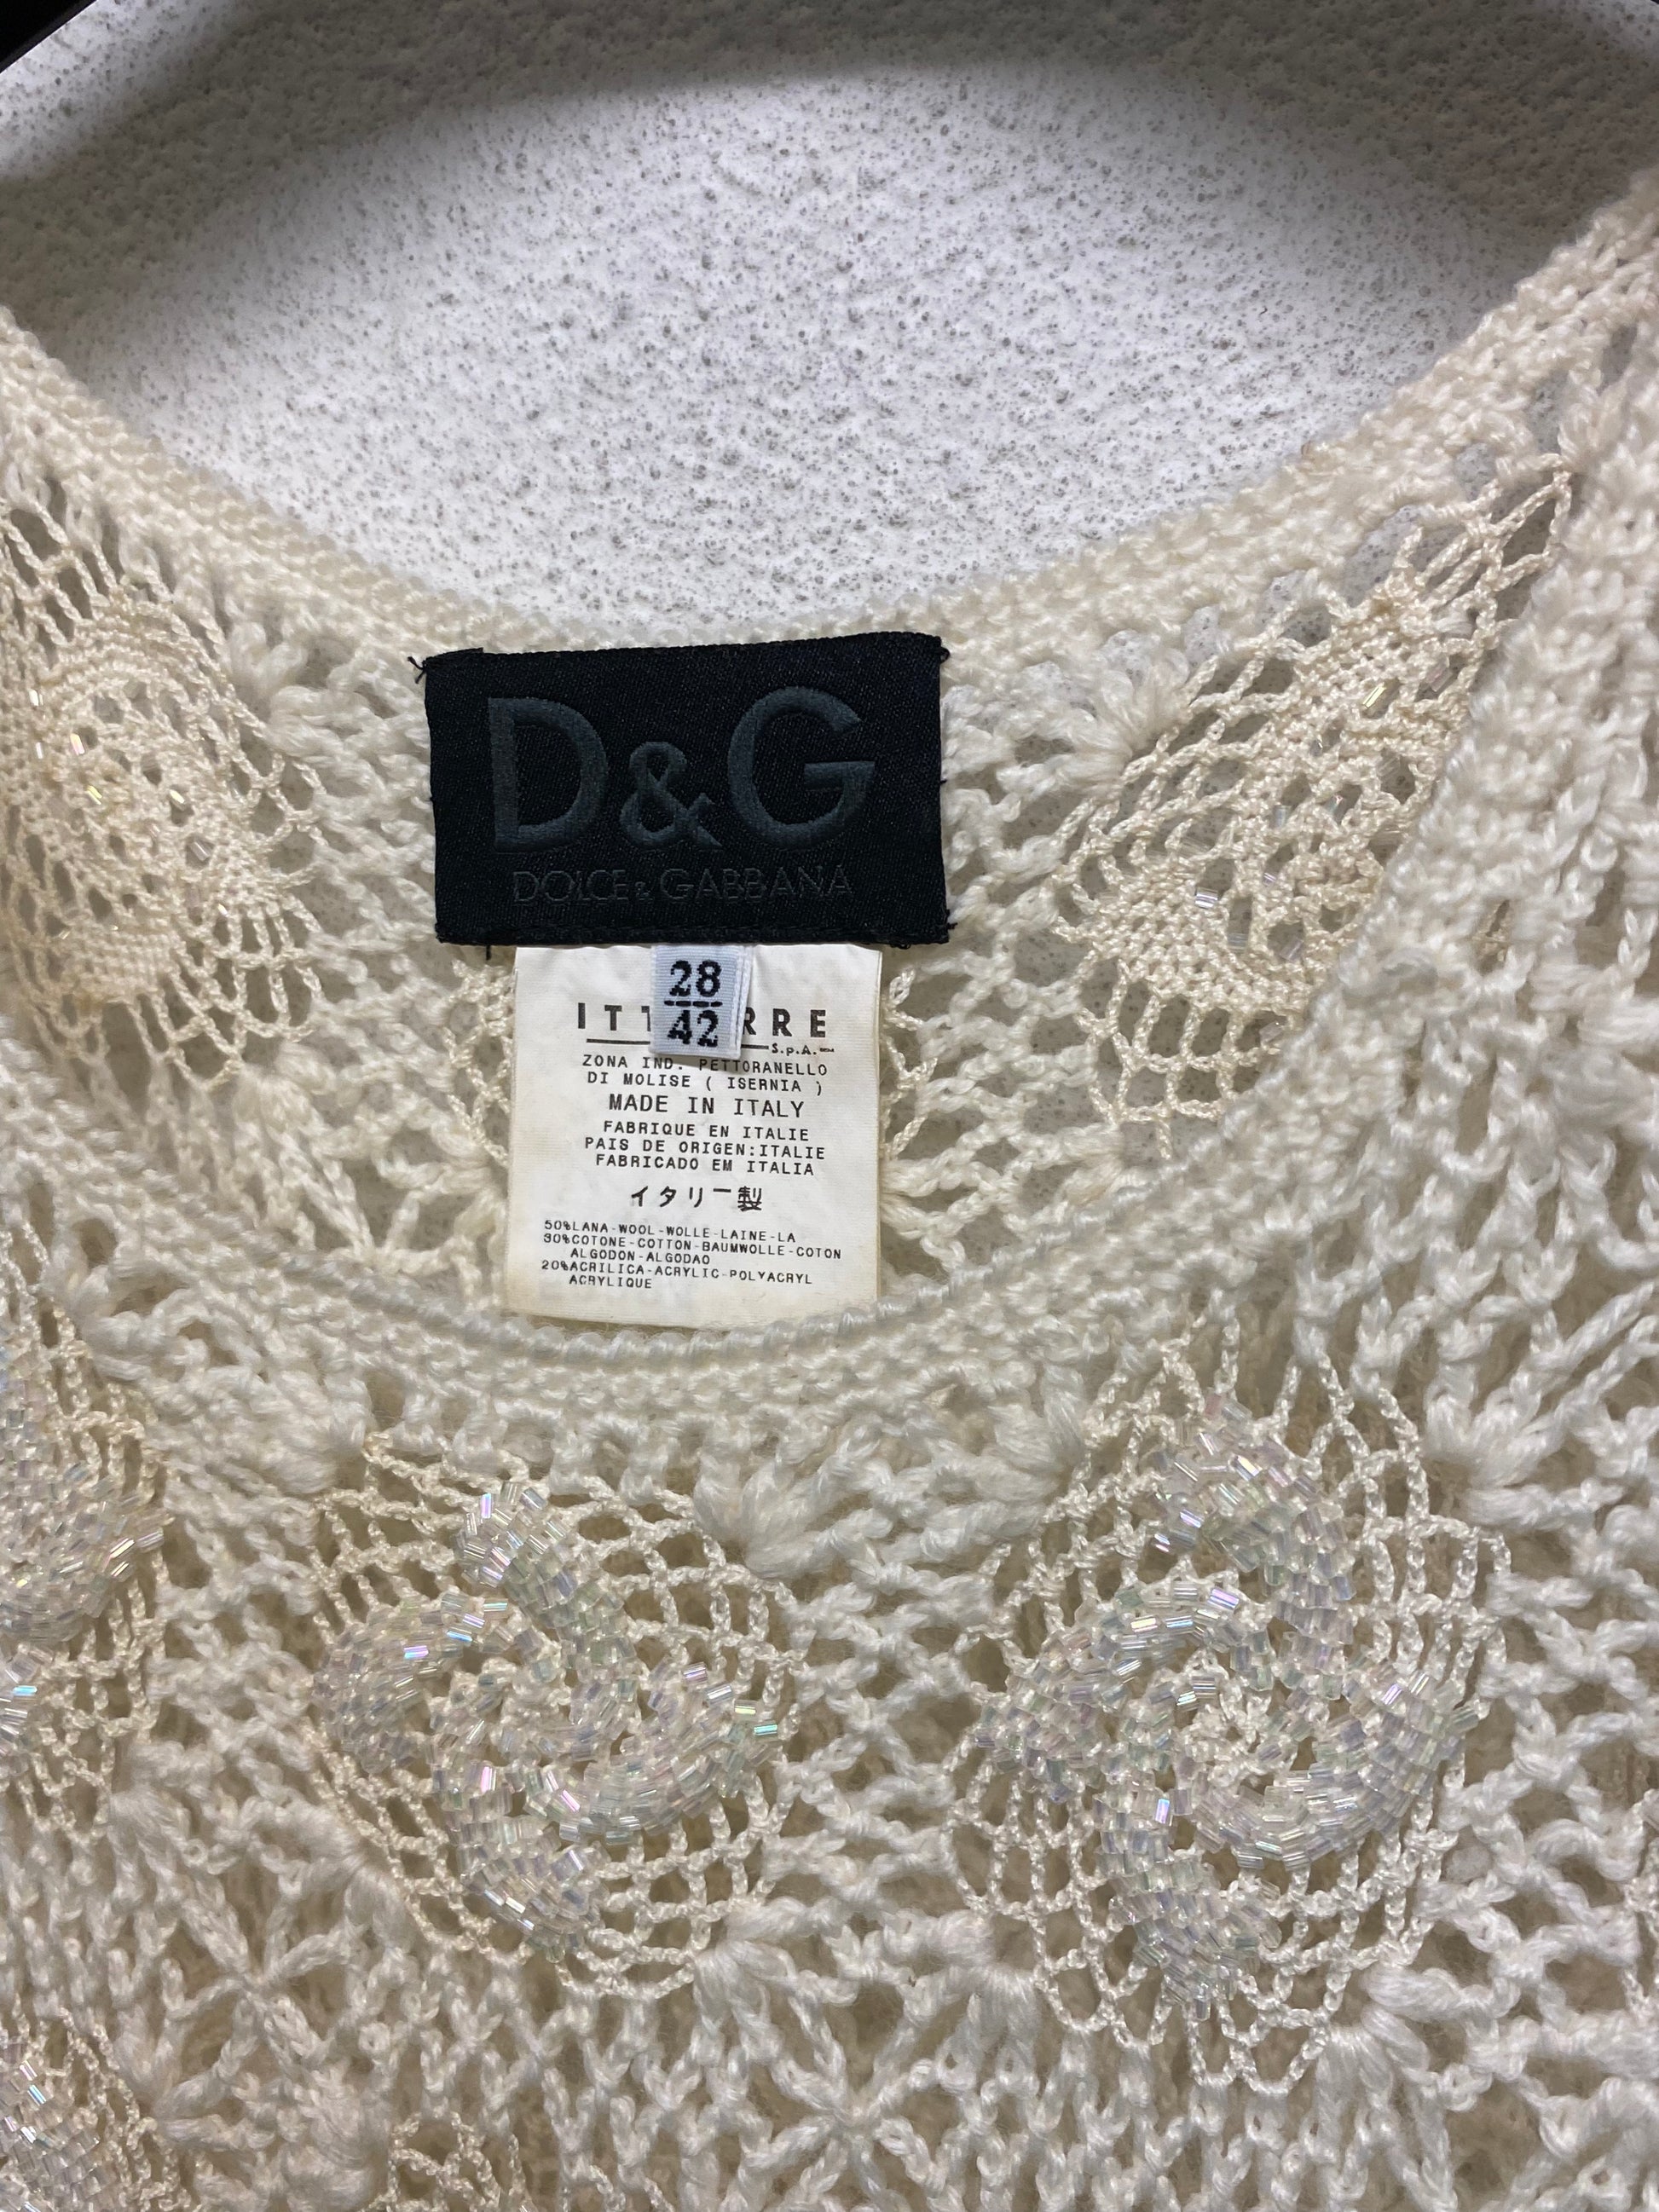 D&G
DOLCE & GABBANA
28
42
S.p.A.
ZONA IND. PETTORANELLO
DI MOLISE ( ISERNIA )
MADE IN ITALY
FABRIQUE EN ITALIE
PAIS DE ORIGEN:ITALIE
FABRICADO EM ITALIA
イタリー製
50%LANA-WOOL-WOLLE-LAINE-LA
30%COTONE-COTTON-BAUMWOLLE-COTON
ALGODON-ALGODAO
20%ACRILICA-ACRYLIC-POLYACRYL
ACRYLIQUE